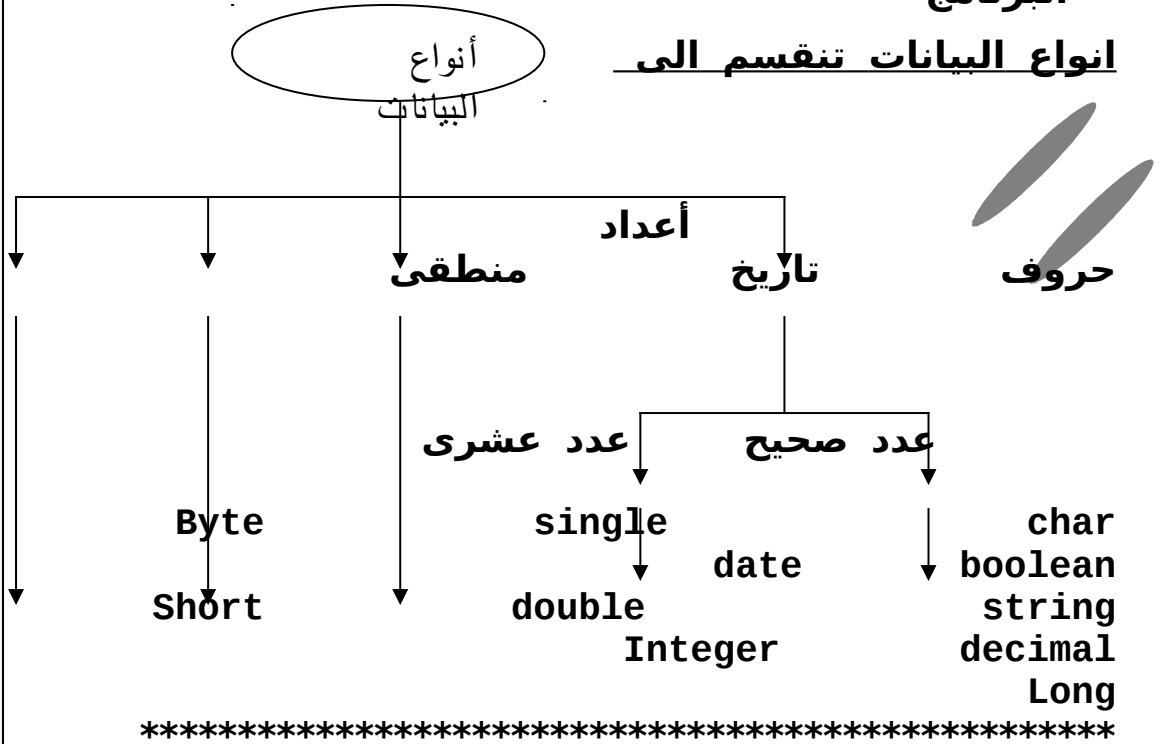 البرنامج
انواع البيانات تنقسم الى
أنواع
البيانات
أعداد
حروف تاريخ منطقى
عدد صحيح عدد عشرى
Byte single char
date boolean
Short double string
Integer decimal
Long
**************************************************